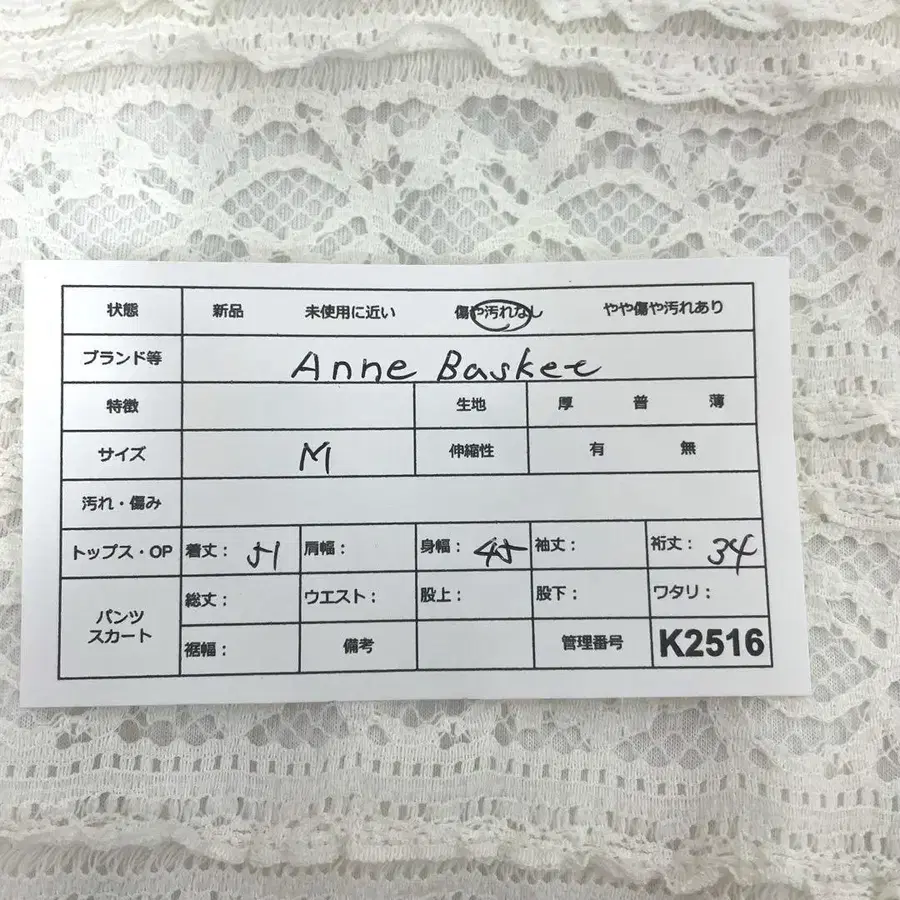 状態 新品 未使用に近い 傷や汚れなし やや傷や汚れあり
ブランド等 Anne Basket
特徴 生地 厚 普 薄
サイズ M 伸縮性 有 無
汚れ・傷み
トップス・OP 着丈： 51 肩幅： 身幅： 45 袖丈： 裄丈： 34
パンツ スカート 総丈： ウエスト： 股上： 股下： ワタリ：
裾幅： 備考 管理番号 K2516